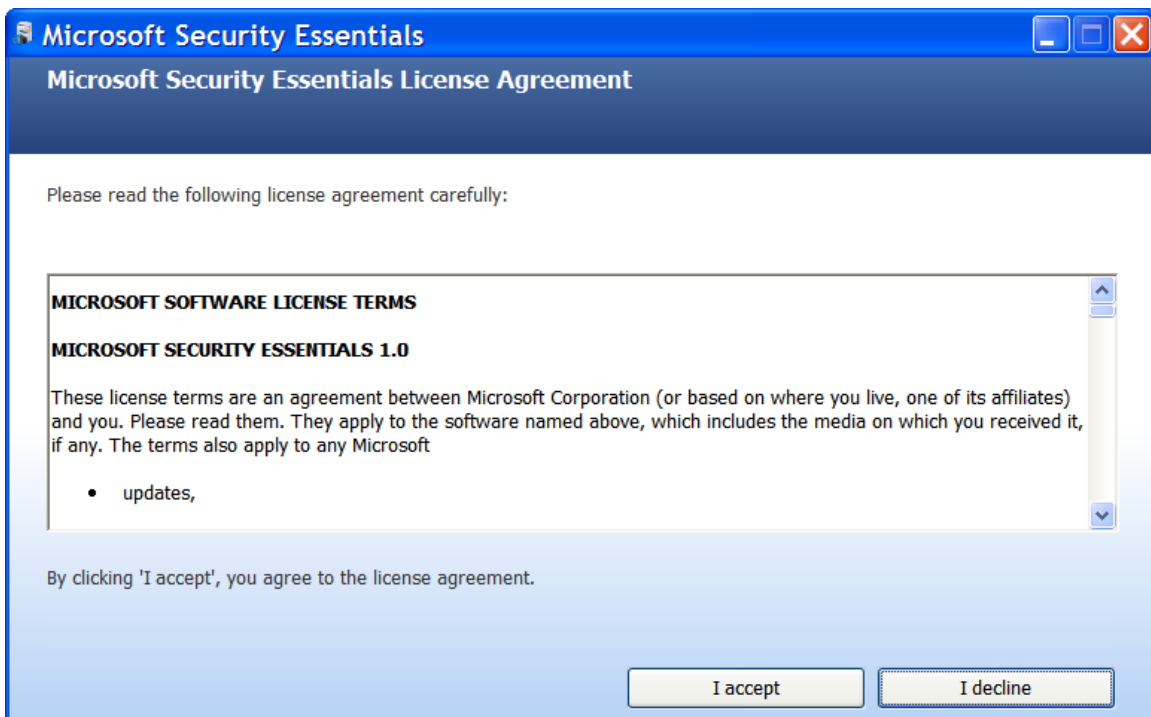 Microsoft Security Essentials
Microsoft Security Essentials License Agreement
Please read the following license agreement carefully:
MICROSOFT SOFTWARE LICENSE TERMS
MICROSOFT SECURITY ESSENTIALS 1.0
These license terms are an agreement between Microsoft Corporation (or based on where you live, one of its affiliates)
and you. Please read them. They apply to the software named above, which includes the media on which you received it,
if any. The terms also apply to any Microsoft
• updates,
By clicking 'I accept', you agree to the license agreement.
I accept I decline